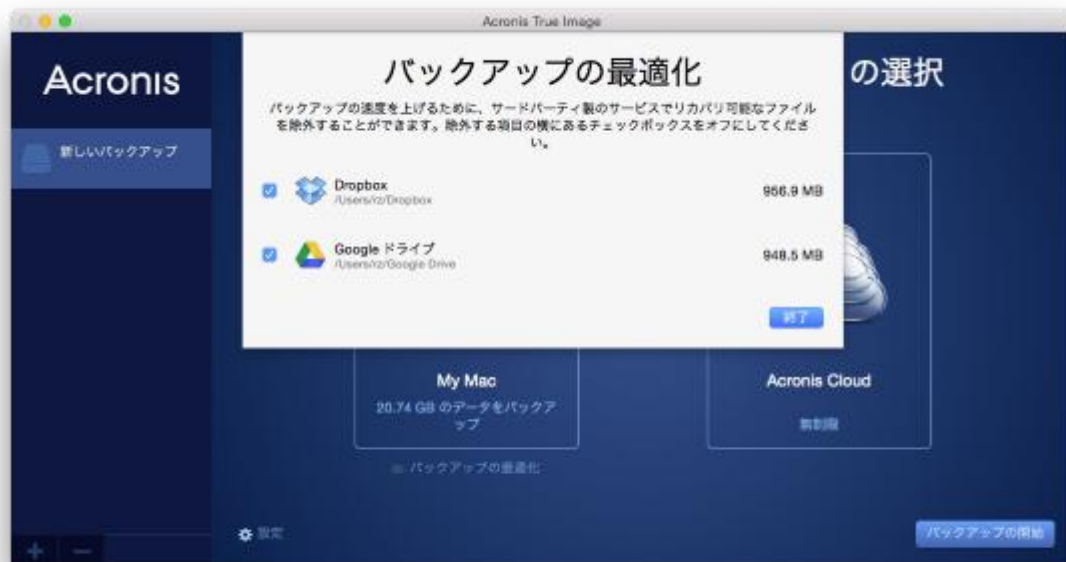 Acronis True Image
Acronis
バックアップの最適化
の選択
バックアップの速度を上げるために、サードパーティ製のサービスでリカバリ可能なファイル
を除外することができます。除外する項目の横にあるチェックボックスをオフにしてくださ
い。
新しいバックアップ
Dropbox
/Users/rz/Dropbox
956.9 MB
Google ドライブ
/Users/rz/Google Drive
948.5 MB
終了
My Mac
20.74 GB のデータをバックア
ップ
Acronis Cloud
無制限
バックアップの最適化
設定
バックアップの開始